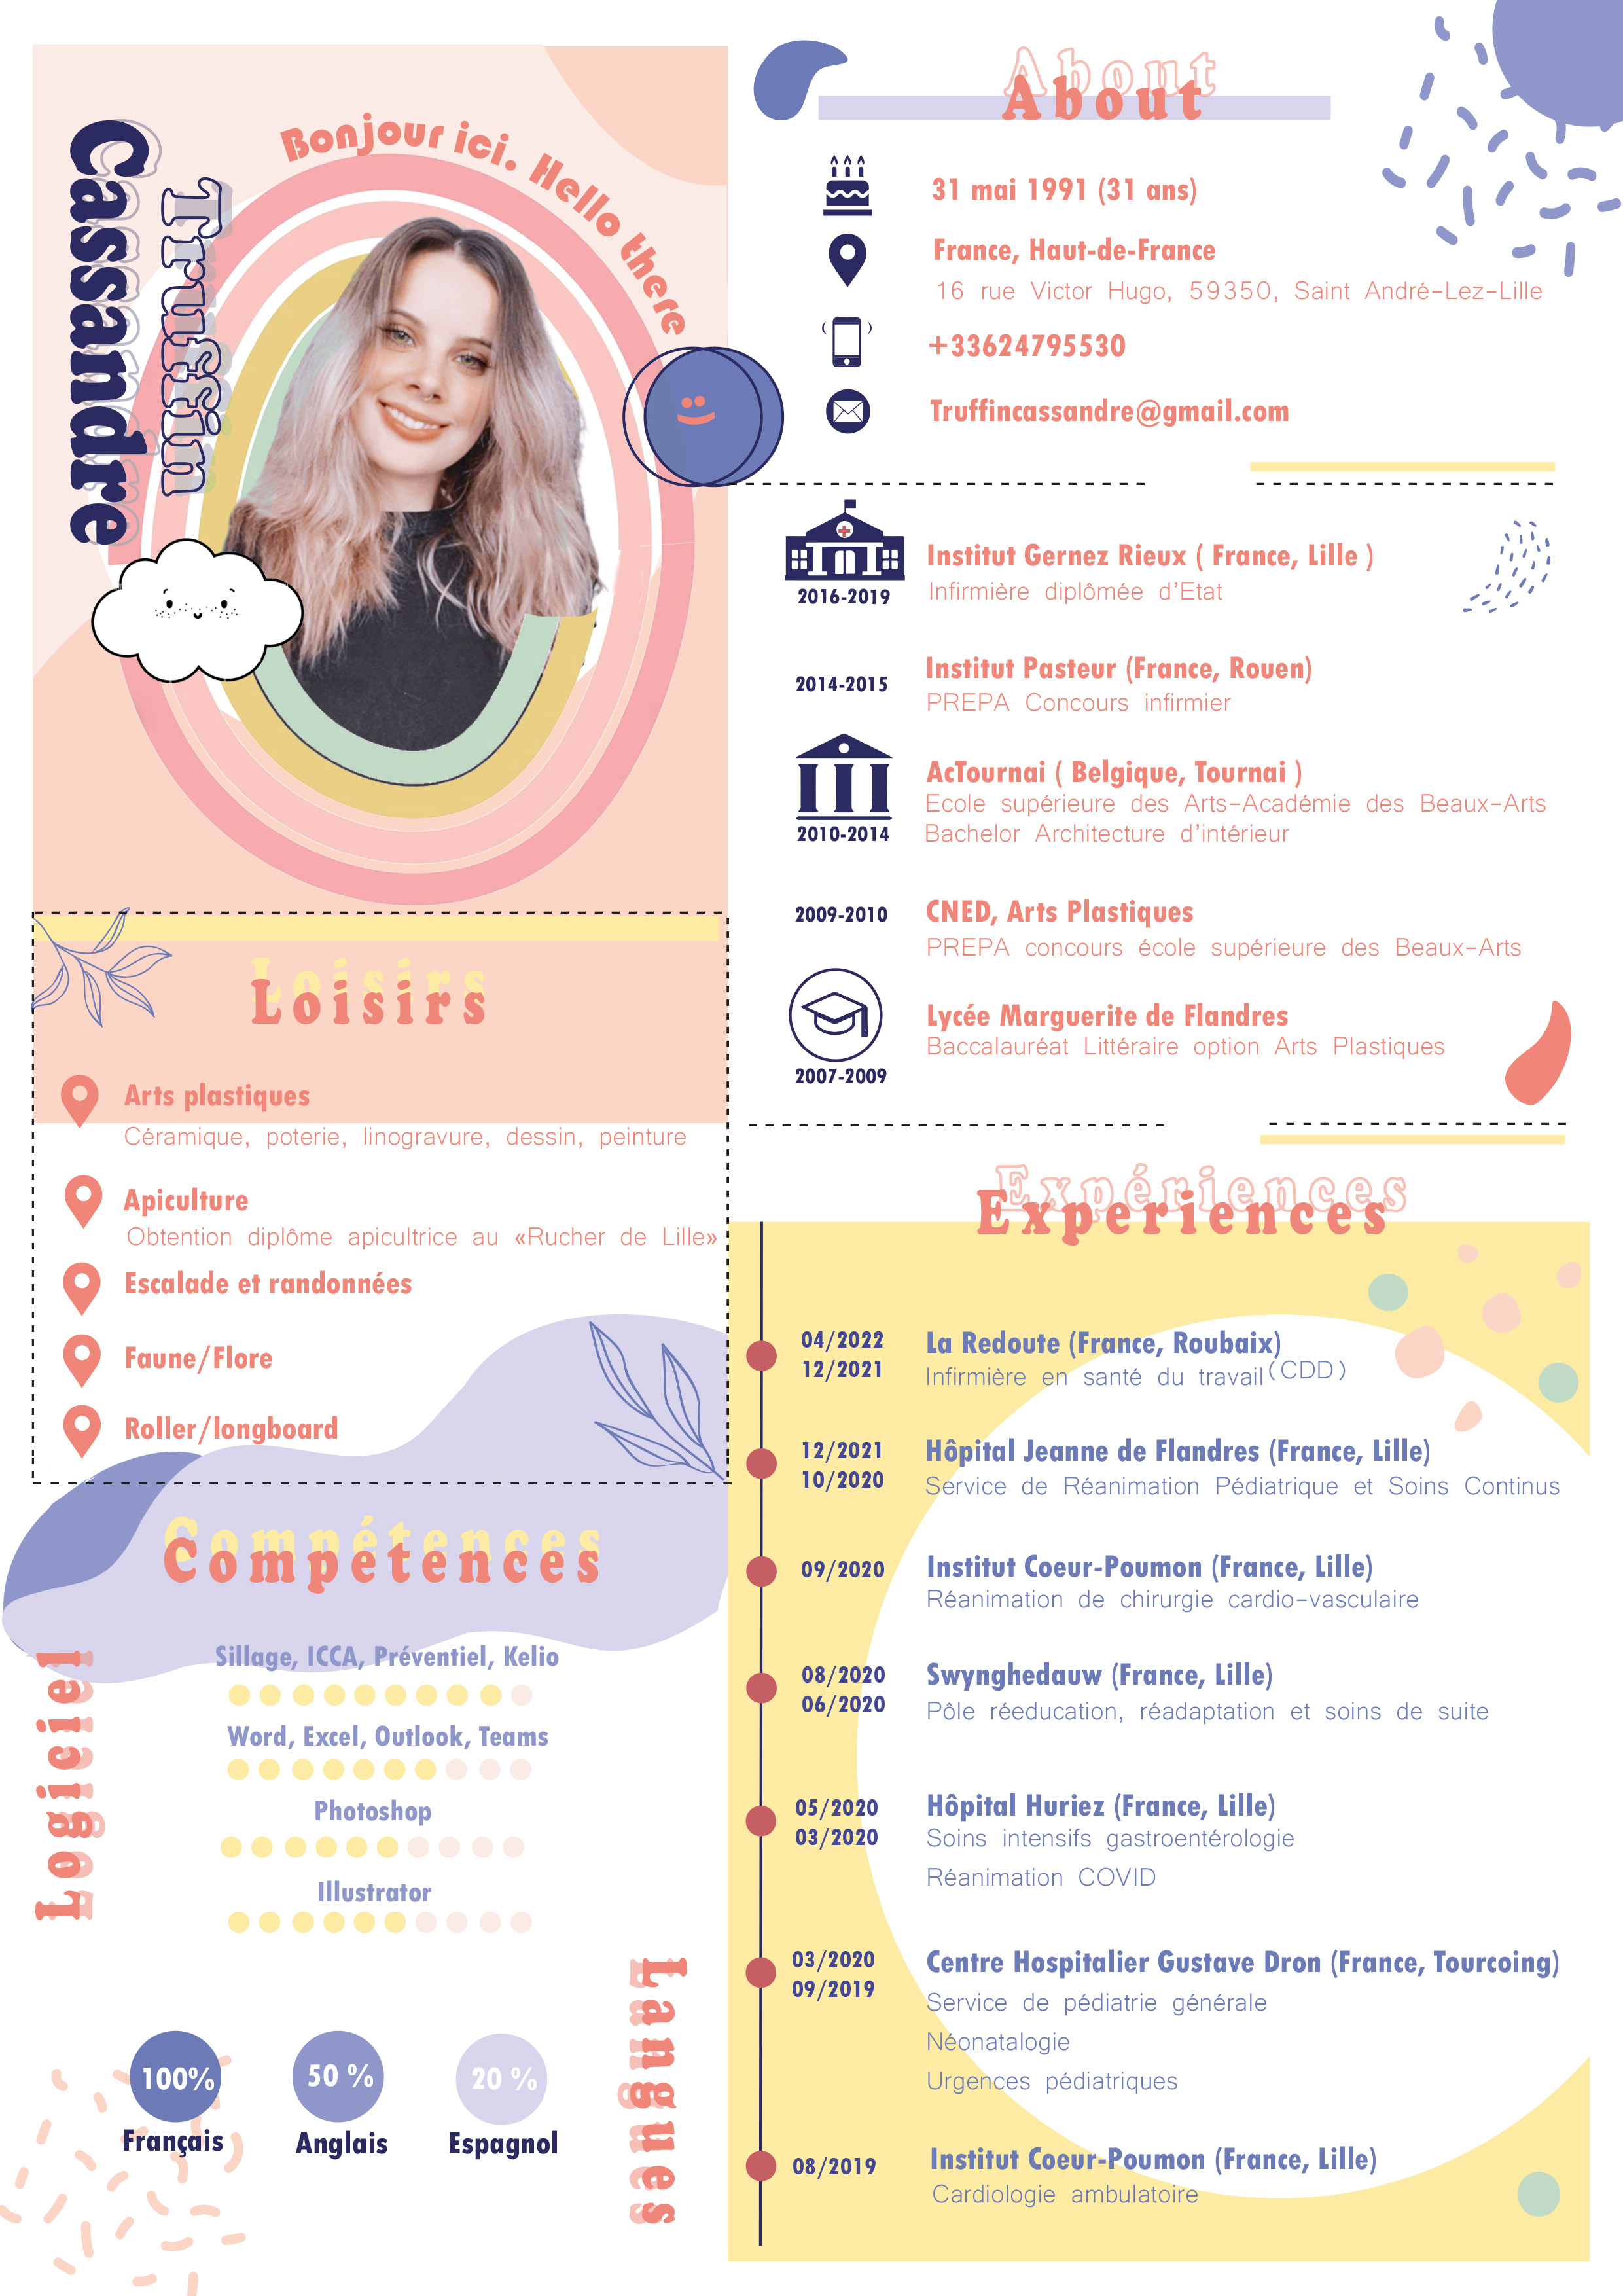 Cassandre
Truffin
Bonjour ici. Hello there
About
About
31 mai 1991 (31 ans)
France, Haut-de-France
16 rue Victor Hugo, 59350, Saint André-Lez-Lille
+33624795530
Truffincassandre@gmail.com
Institut Gernez Rieux ( France, Lille )
Infirmière diplômée d'Etat
2016-2019
Institut Pasteur (France, Rouen)
2014-2015
PREPA Concours infirmier
AcTournai ( Belgique, Tournai )
Ecole supérieure des Arts-Académie des Beaux-Arts
Bachelor Architecture d'intérieur
2010-2014
CNED, Arts Plastiques
2009-2010
PREPA concours école supérieure des Beaux-Arts
Lycée Marguerite de Flandres
Baccalauréat Littéraire option Arts Plastiques
2007-2009
Loisirs
Loisirs
Arts plastiques
Céramique, poterie, linogravure, dessin, peinture
Apiculture
Obtention diplôme apicultrice au «Rucher de Lille»
Escalade et randonnées
Faune/Flore
Roller/longboard
Compétences
Competences
Logiciel
Sillage, ICCA, Préventiel, Kelio
Word, Excel, Outlook, Teams
Photoshop
Illustrator
Langues
100%
Français
50 %
Anglais
20 %
Espagnol
Expériences
Experiences
04/2022
12/2021
La Redoute (France, Roubaix)
Infirmière en santé du travail (CDD)
12/2021
10/2020
Hôpital Jeanne de Flandres (France, Lille)
Service de Réanimation Pédiatrique et Soins Continus
09/2020
Institut Coeur-Poumon (France, Lille)
Réanimation de chirurgie cardio-vasculaire
08/2020
06/2020
Swynghedauw (France, Lille)
Pôle rééducation, réadaptation et soins de suite
05/2020
03/2020
Hôpital Huriez (France, Lille)
Soins intensifs gastroentérologie
Réanimation COVID
03/2020
09/2019
Centre Hospitalier Gustave Dron (France, Tourcoing)
Service de pédiatrie générale
Néonatalogie
Urgences pédiatriques
08/2019
Institut Coeur-Poumon (France, Lille)
Cardiologie ambulatoire